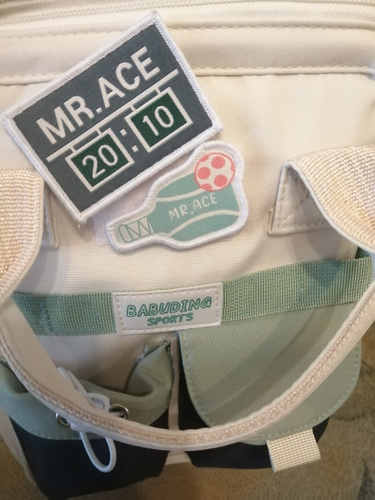 MR.ACE
20:10
MR.ACE
BABUDING
SPORTS